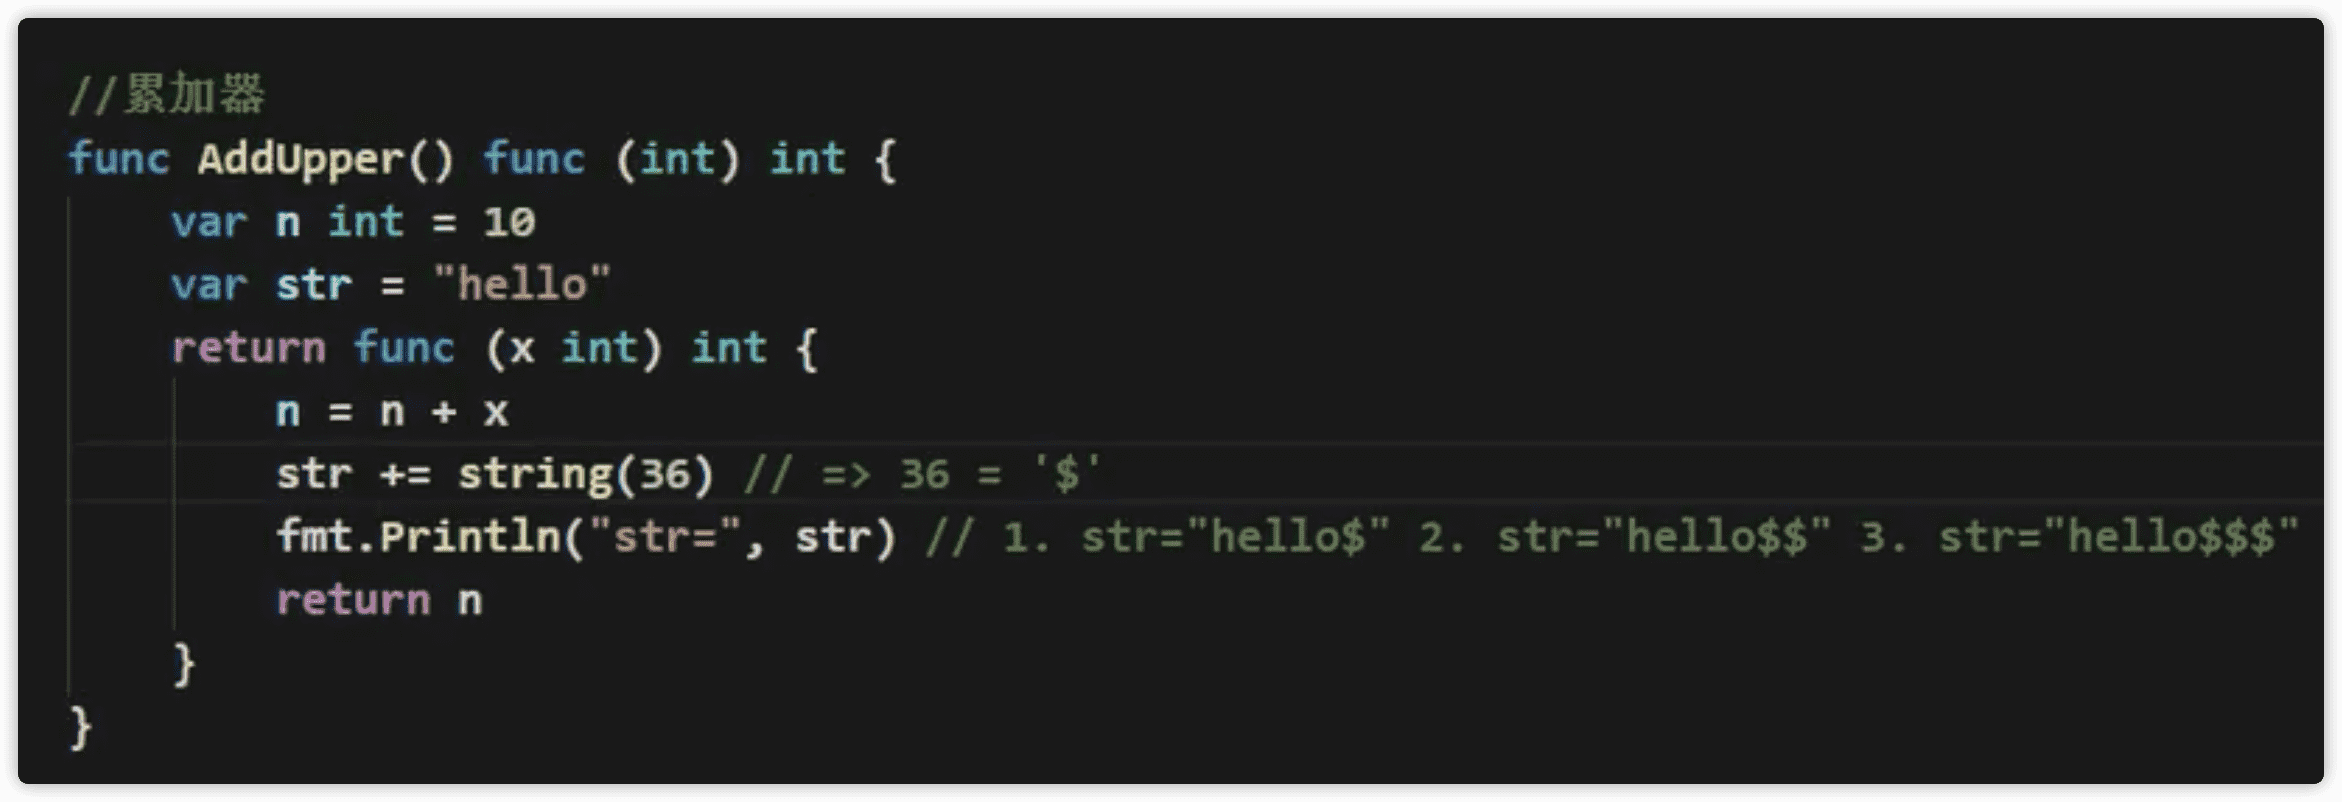 //累加器
func AddUpper() func (int) int {
    var n int = 10
    var str = "hello"
    return func (x int) int {
        n = n + x
        str += string(36) // => 36 = '$'
        fmt.Println("str=", str) // 1. str="hello$" 2. str="hello$$" 3. str="hello$$$"
        return n
    }
}